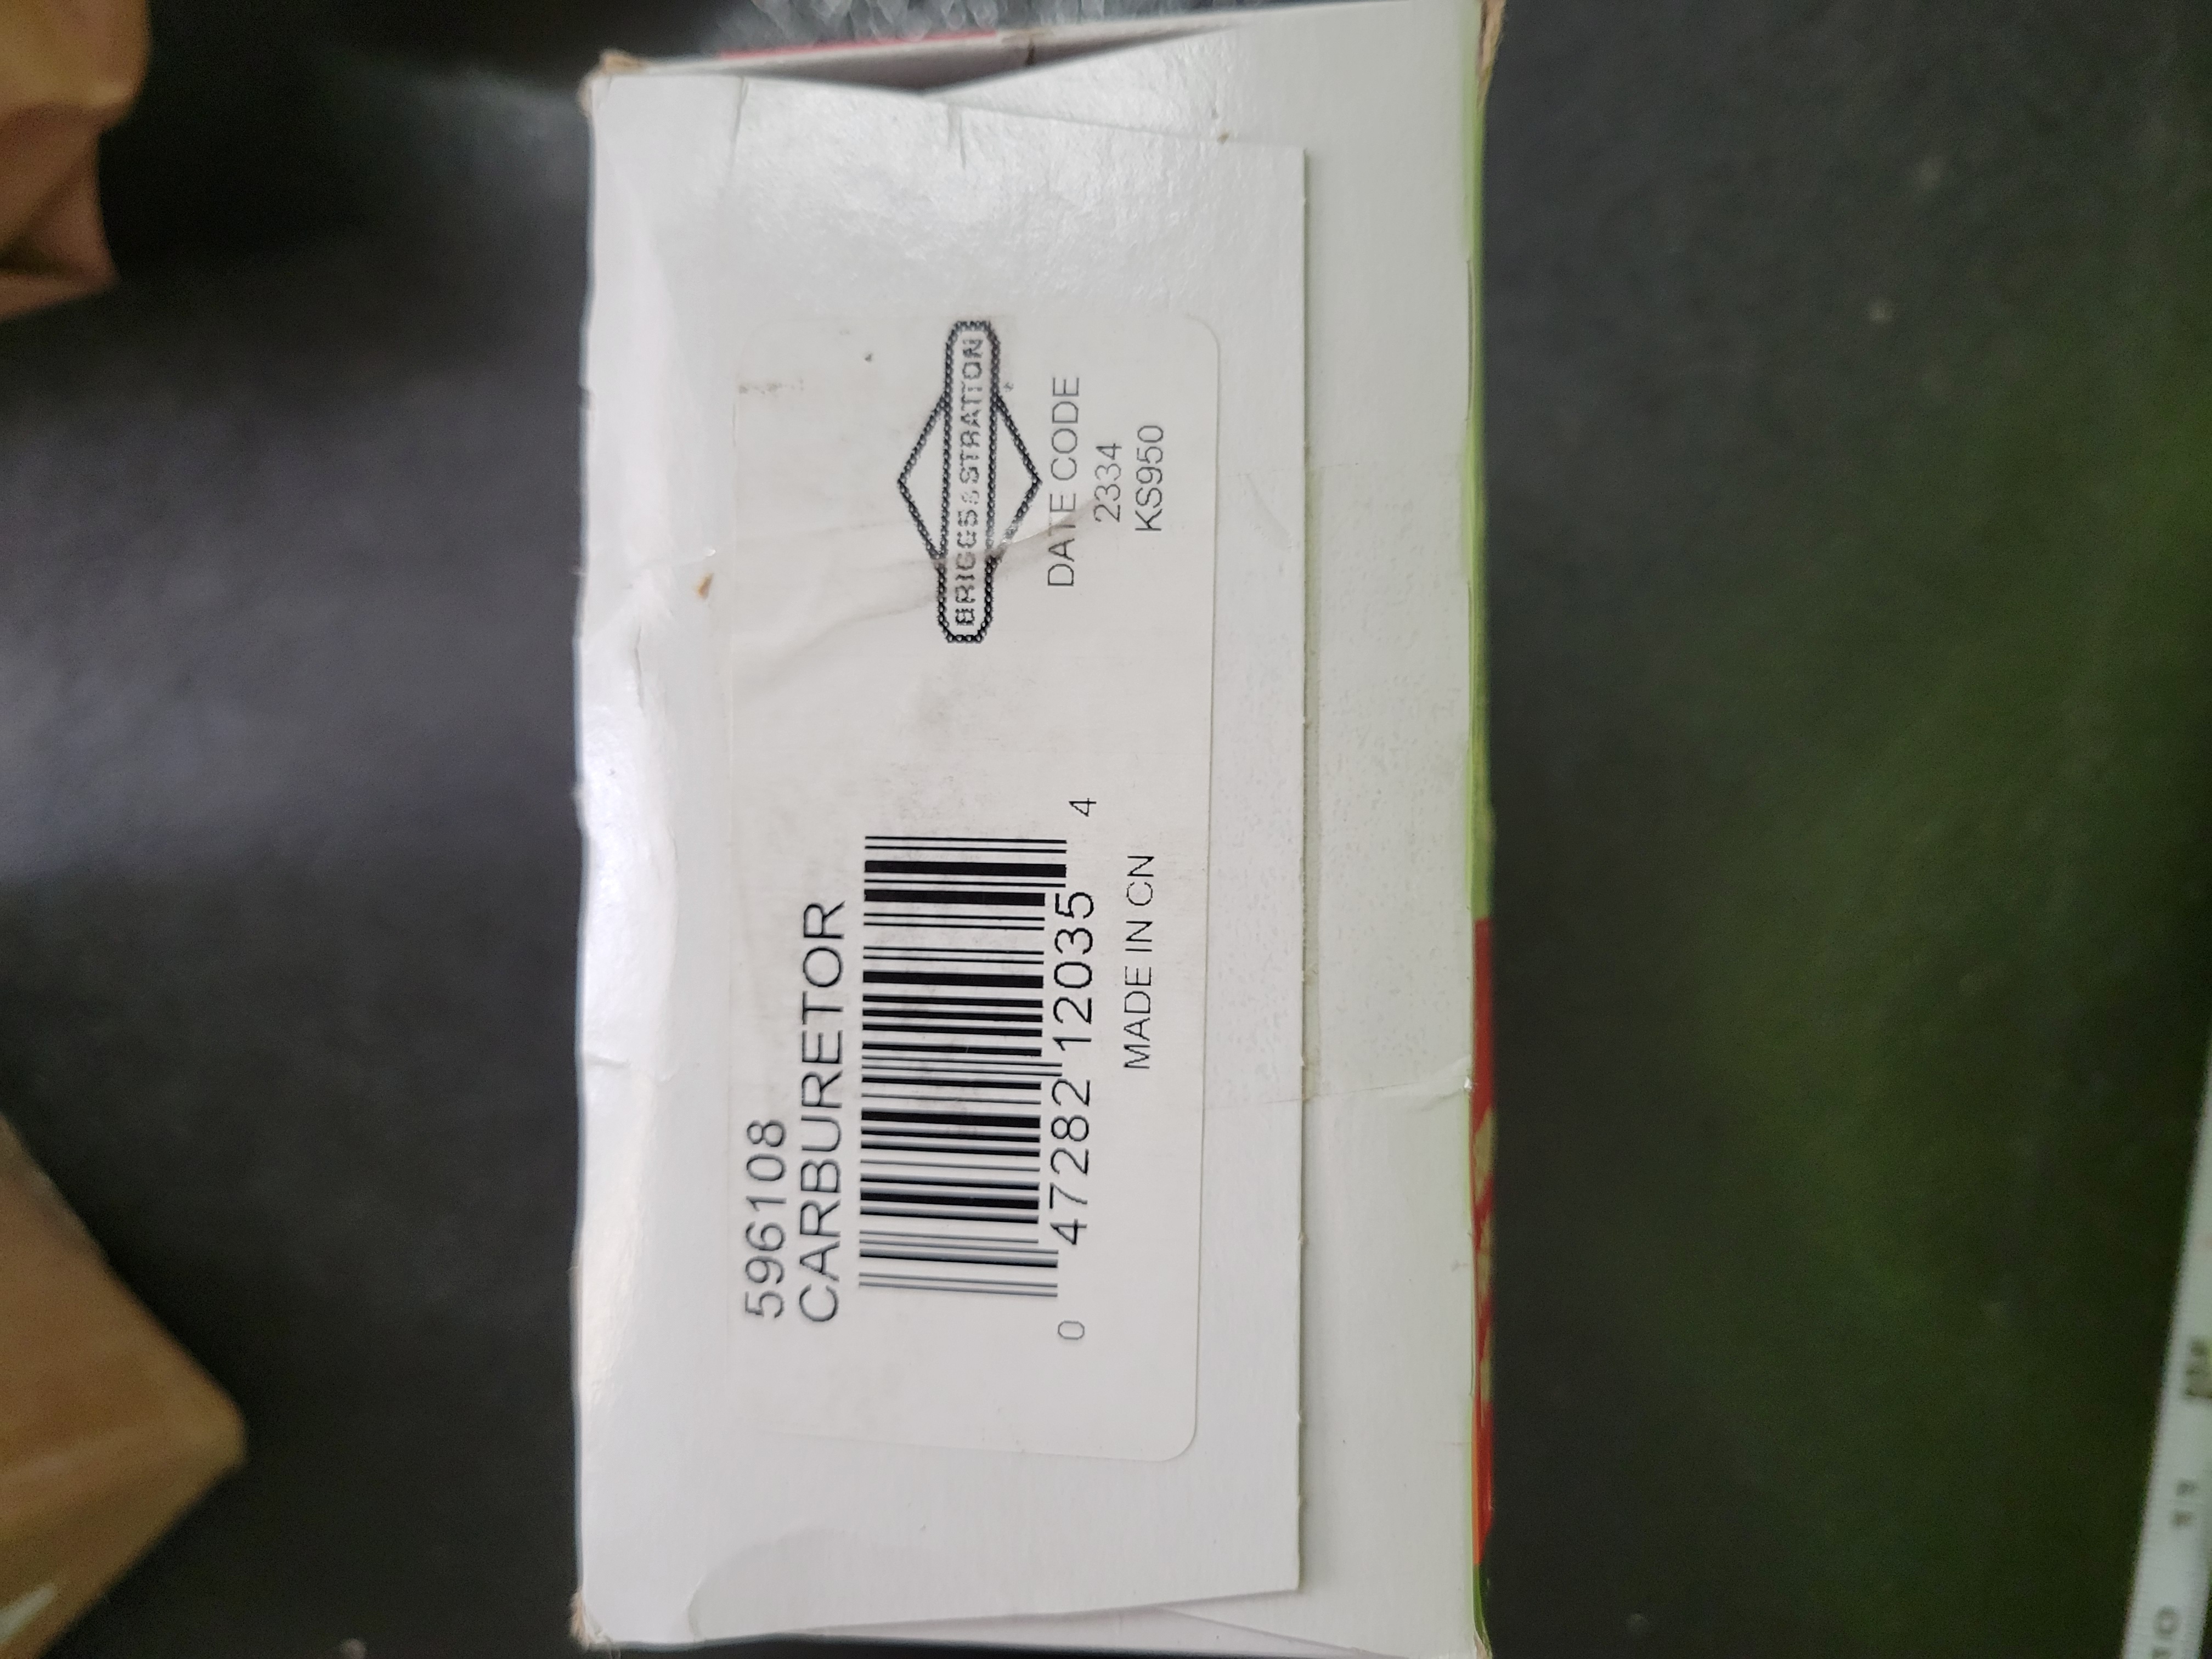 596108
CARBURETOR
0 47282 12035 4
MADE IN CN
BRIGGS & STRATTON
DATE CODE
2334
KS950